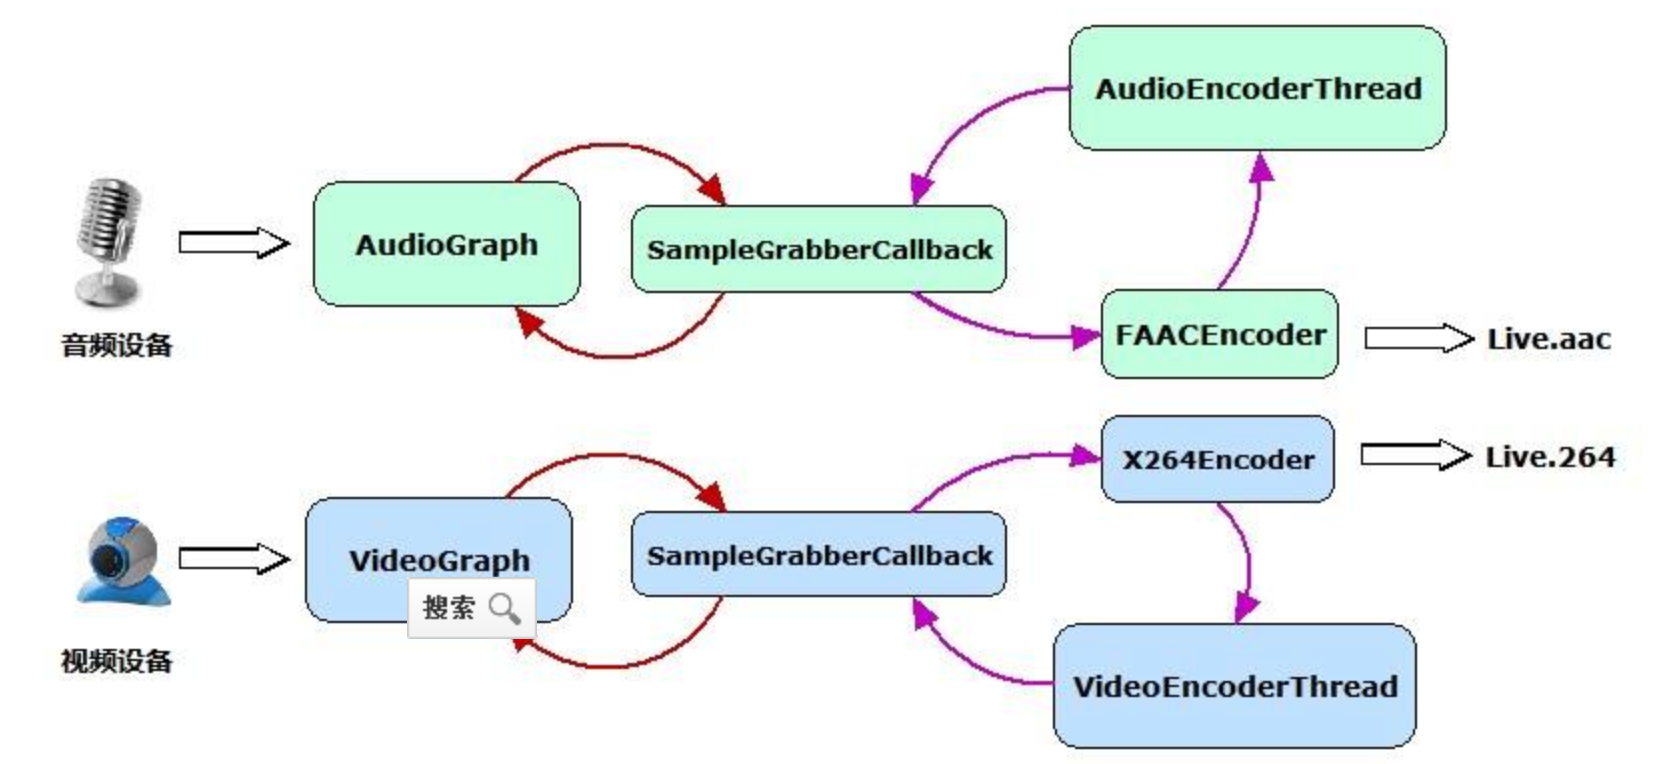 AudioEncoderThread
AudioGraph
SampleGrabberCallback
音频设备
FAACEncoder
Live.aac
X264Encoder
Live.264
VideoGraph
SampleGrabberCallback
搜索
视频设备
VideoEncoderThread